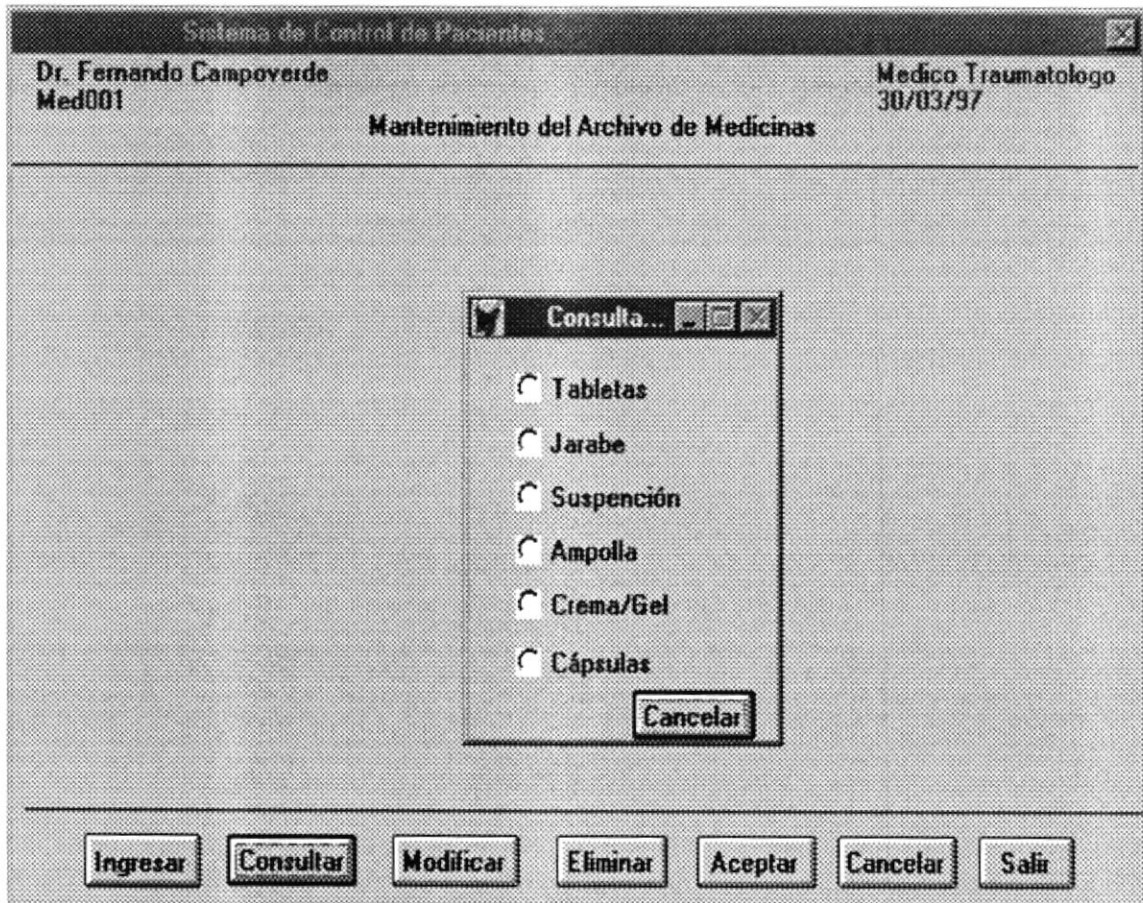 Sistema de Control de Pacientes
Dr. Fernando Campoverde
Medico Traumatologo
Med001
30/03/97
Mantenimiento del Archivo de Medicinas
Consulta...
Tabletas
Jarabe
Suspención
Ampolla
Crema/Gel
Cápsulas
Cancelar
Ingresar Consultar Modificar Eliminar Aceptar Cancelar Salir